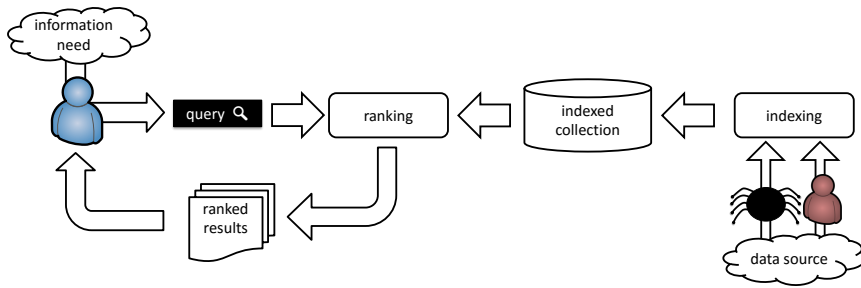 information
need
query
ranking
indexed
collection
indexing
ranked
results
data source